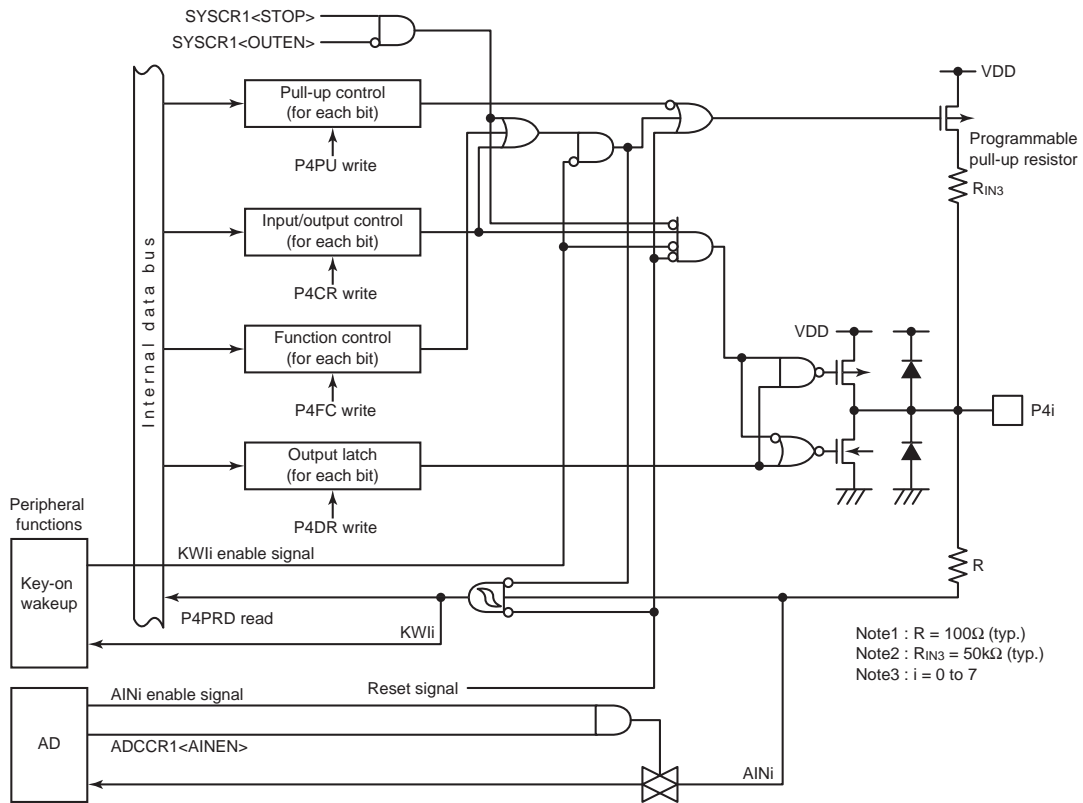 SYSCR1<STOP>
SYSCR1<OUTEN>
VDD
Pull-up control
(for each bit)
P4PU write
Programmable
pull-up resistor
RIN3
Input/output control
(for each bit)
P4CR write
Internal data bus
Function control
(for each bit)
P4FC write
VDD
P4i
Output latch
(for each bit)
P4DR write
Peripheral
functions
KWIi enable signal
Key-on
wakeup
R
P4PRD read
KWIi
Note1 : R = 100Ω (typ.)
Note2 : RIN3 = 50kΩ (typ.)
Note3 : i = 0 to 7
Reset signal
AINi enable signal
AD
ADCCR1<AINEN>
AINi